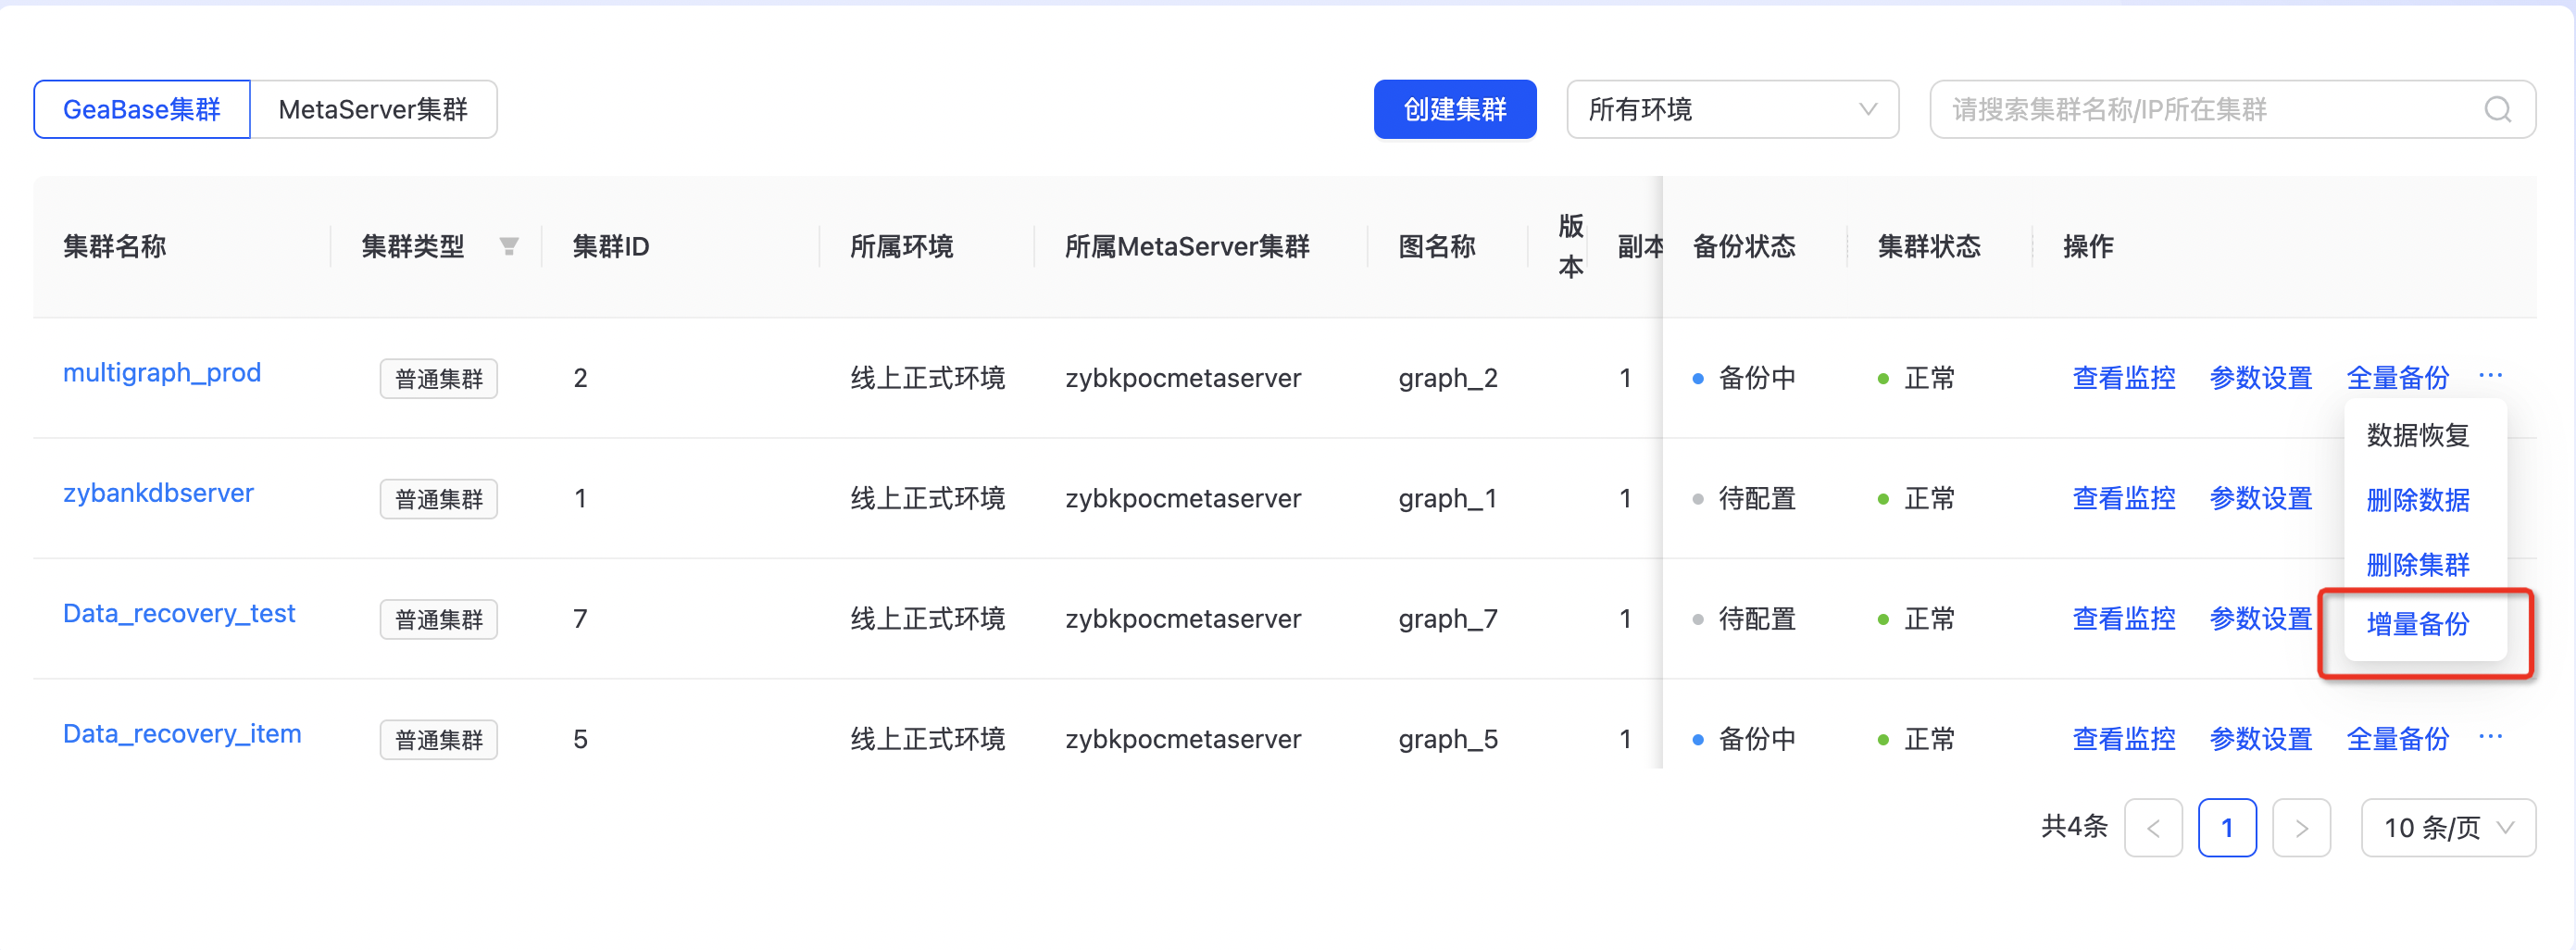 GeaBase集群 MetaServer集群 创建集群 所有环境 请搜索集群名称/IP所在集群
集群名称 集群类型 集群ID 所属环境 所属MetaServer集群 图名称 版本 副本 备份状态 集群状态 操作
multigraph_prod 普通集群 2 线上正式环境 zybkpocmetaserver graph_2 1 备份中 正常 查看监控 参数设置 全量备份 ···
数据恢复
zybankdbserver 普通集群 1 线上正式环境 zybkpocmetaserver graph_1 1 待配置 正常 查看监控 参数设置
删除数据
删除集群
Data_recovery_test 普通集群 7 线上正式环境 zybkpocmetaserver graph_7 1 待配置 正常 查看监控 参数设置
增量备份
Data_recovery_item 普通集群 5 线上正式环境 zybkpocmetaserver graph_5 1 备份中 正常 查看监控 参数设置 全量备份 ···
共4条 < 1 > 10 条/页